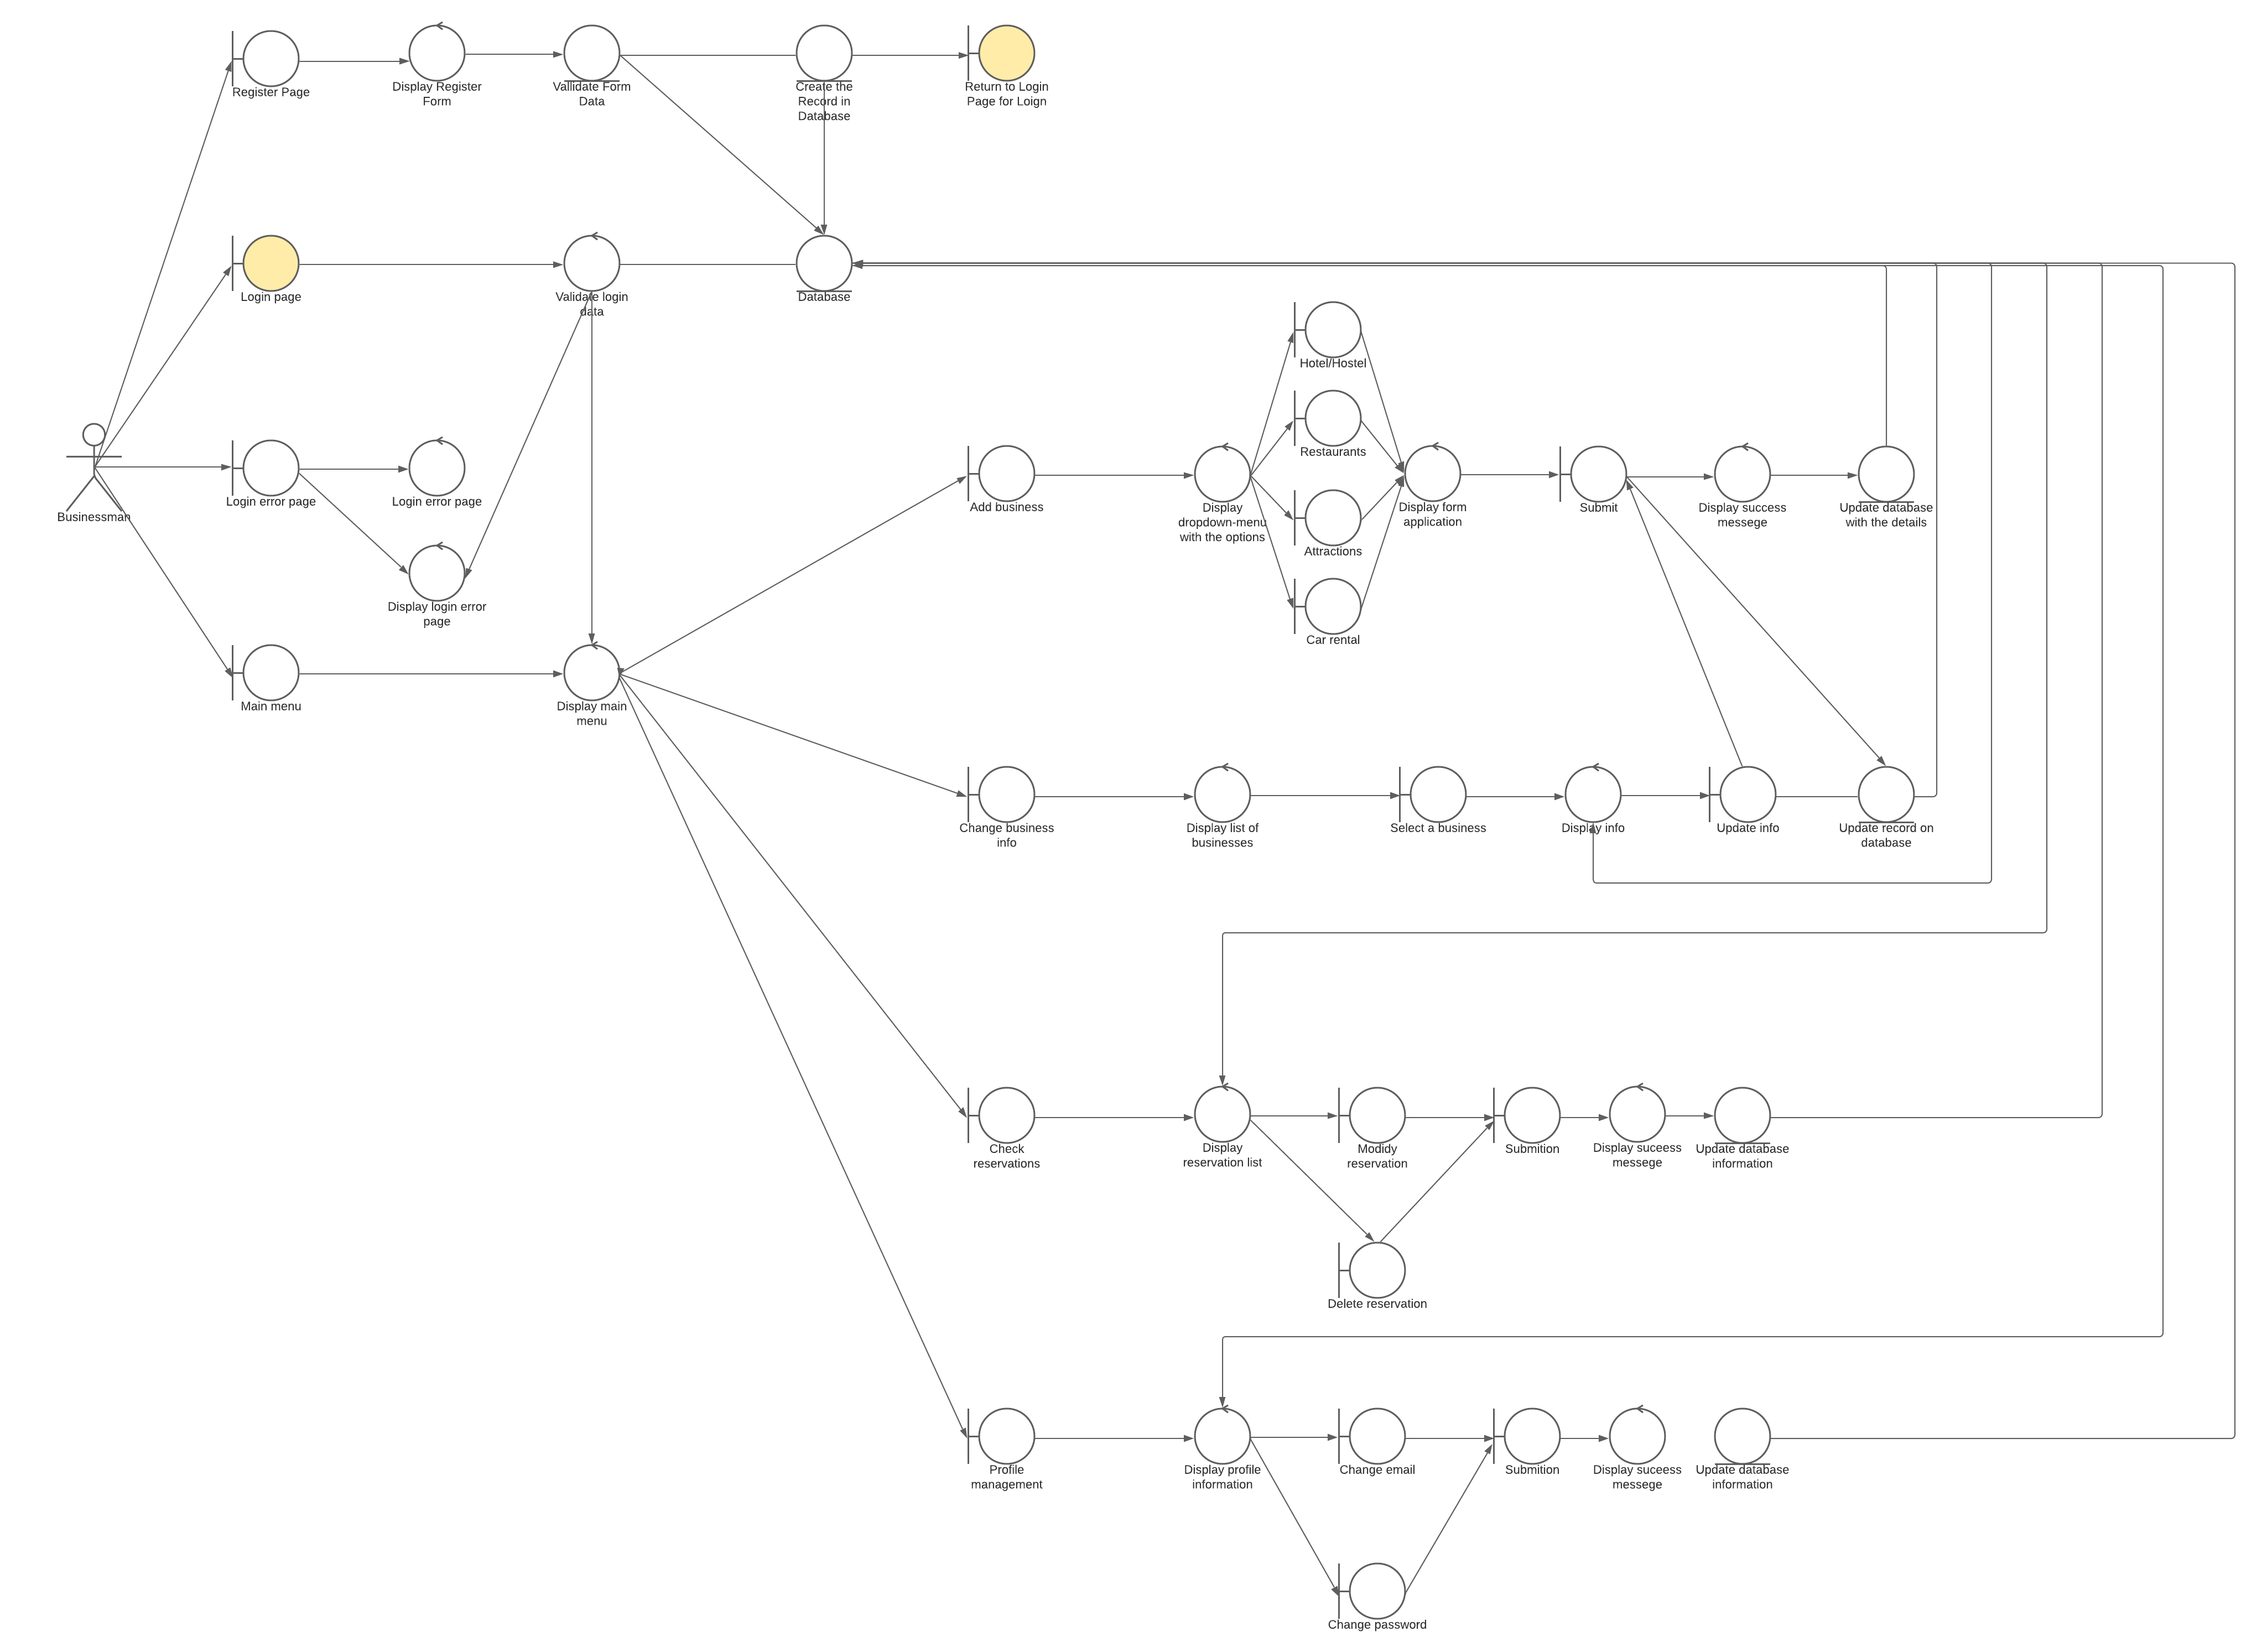 Register Page
Display Register
Form
Vallidate Form
Data
Create the
Record in
Database
Return to Login
Page for Loign
Login page
Validate login
data
Database
Hotel/Hostel
Restaurants
Attractions
Car rental
Businessman
Login error page
Login error page
Display login error
page
Add business
Display
dropdown-menu
with the options
Display form
application
Submit
Display success
messege
Update database
with the details
Main menu
Display main
menu
Change business
info
Display list of
businesses
Select a business
Display info
Update info
Update record on
database
Check
reservations
Display
reservation list
Modidy
reservation
Submition
Display suceess
messege
Update database
information
Delete reservation
Profile
management
Display profile
information
Change email
Submition
Display suceess
messege
Update database
information
Change password